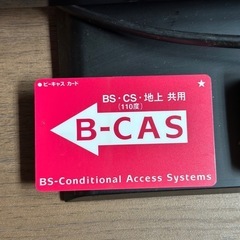 ● ビーキャス カード ★
BS・CS・地上 共用
(110度)
B-CAS
BS-Conditional Access Systems